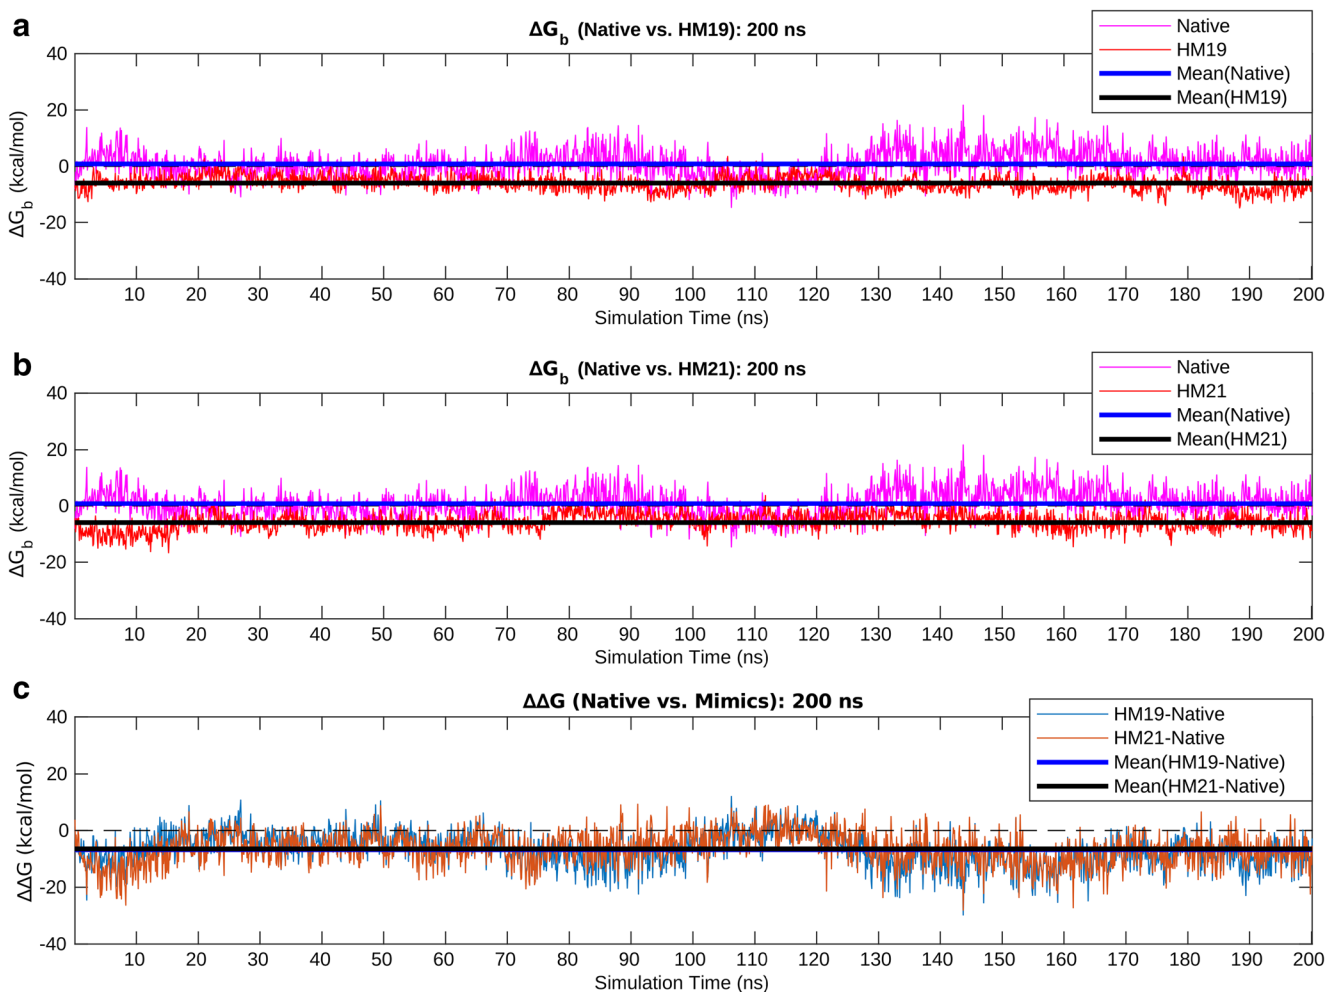 a
ΔG_b (Native vs. HM19): 200 ns
Native
HM19
Mean(Native)
Mean(HM19)
40
20
0
-20
-40
ΔG_b (kcal/mol)
10 20 30 40 50 60 70 80 90 100 110 120 130 140 150 160 170 180 190 200
Simulation Time (ns)
b
ΔG_b (Native vs. HM21): 200 ns
Native
HM21
Mean(Native)
Mean(HM21)
40
20
0
-20
-40
ΔG_b (kcal/mol)
10 20 30 40 50 60 70 80 90 100 110 120 130 140 150 160 170 180 190 200
Simulation Time (ns)
c
ΔΔG (Native vs. Mimics): 200 ns
HM19-Native
HM21-Native
Mean(HM19-Native)
Mean(HM21-Native)
40
20
0
-20
-40
ΔΔG (kcal/mol)
10 20 30 40 50 60 70 80 90 100 110 120 130 140 150 160 170 180 190 200
Simulation Time (ns)